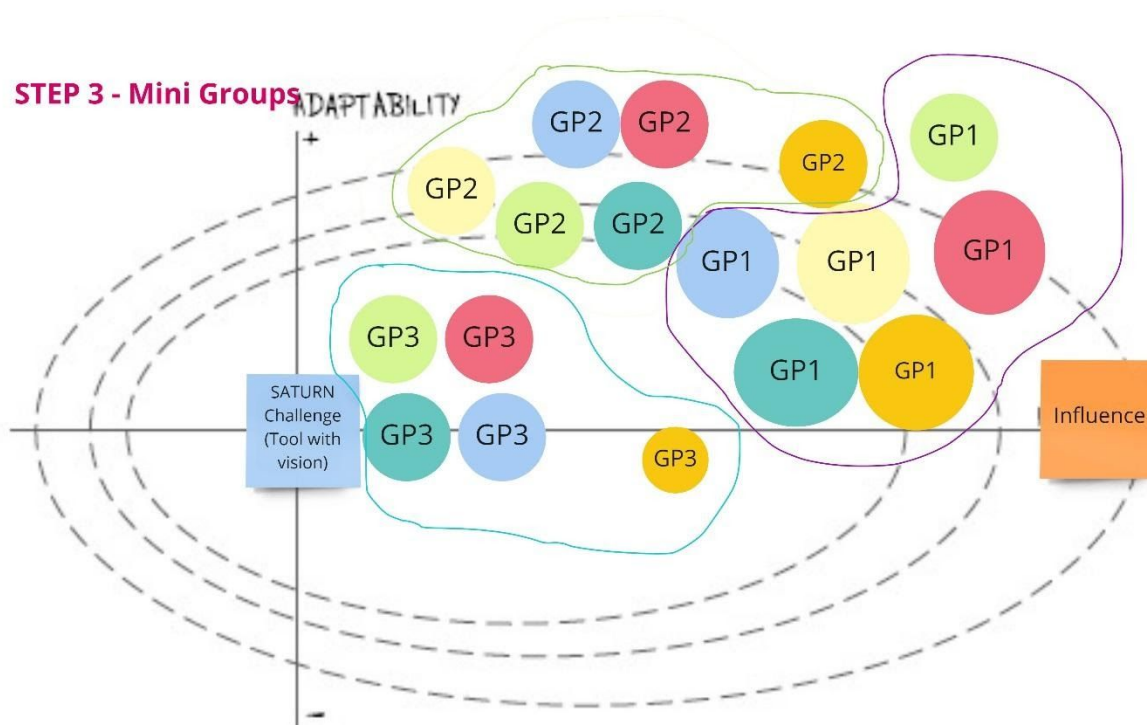 STEP 3 - Mini Groups
ADAPTABILITY
+
GP2
GP2
GP2
GP1
GP2
GP2
GP2
GP1
GP1
GP1
GP3
GP3
GP1
GP1
SATURN
Challenge
(Tool with
vision)
GP3
GP3
GP3
Influence
-